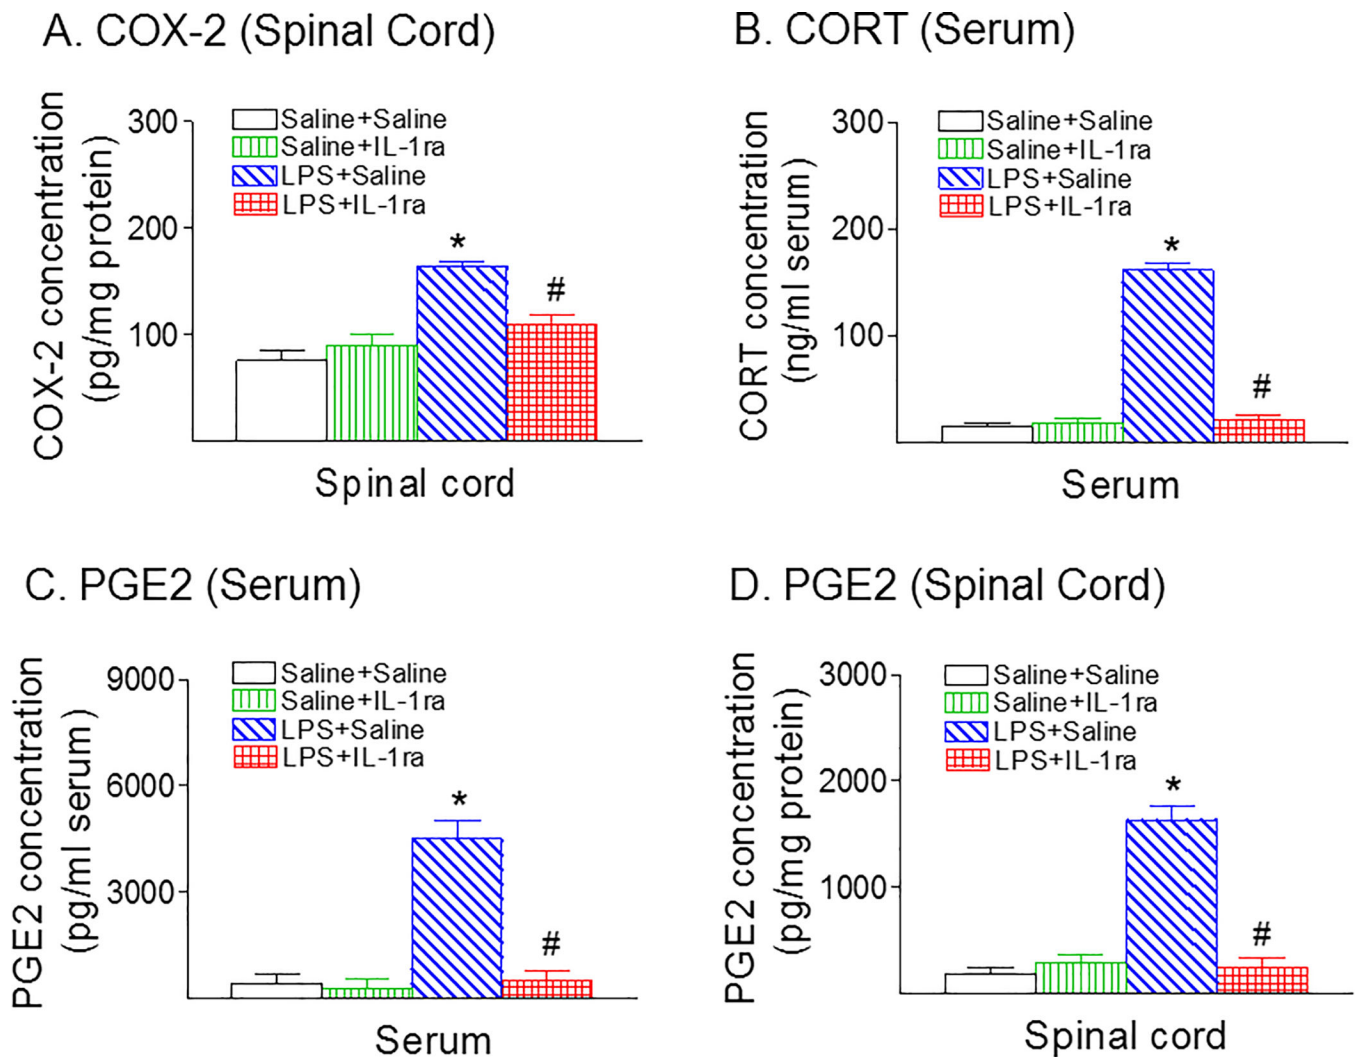 A. COX-2 (Spinal Cord)
COX-2 concentration
(pg/mg protein)
300
200
100
Saline+Saline
Saline+IL-1ra
LPS+Saline
LPS+IL-1ra
*
#
Spinal cord
B. CORT (Serum)
CORT concentration
(ng/ml serum)
300
200
100
Saline+Saline
Saline+IL-1ra
LPS+Saline
LPS+IL-1ra
*
#
Serum
C. PGE2 (Serum)
PGE2 concentration
(pg/ml serum)
9000
6000
3000
Saline+Saline
Saline+IL-1ra
LPS+Saline
LPS+IL-1ra
*
#
Serum
D. PGE2 (Spinal Cord)
PGE2 concentration
(pg/mg protein)
3000
2000
1000
Saline+Saline
Saline+IL-1ra
LPS+Saline
LPS+IL-1ra
*
#
Spinal cord